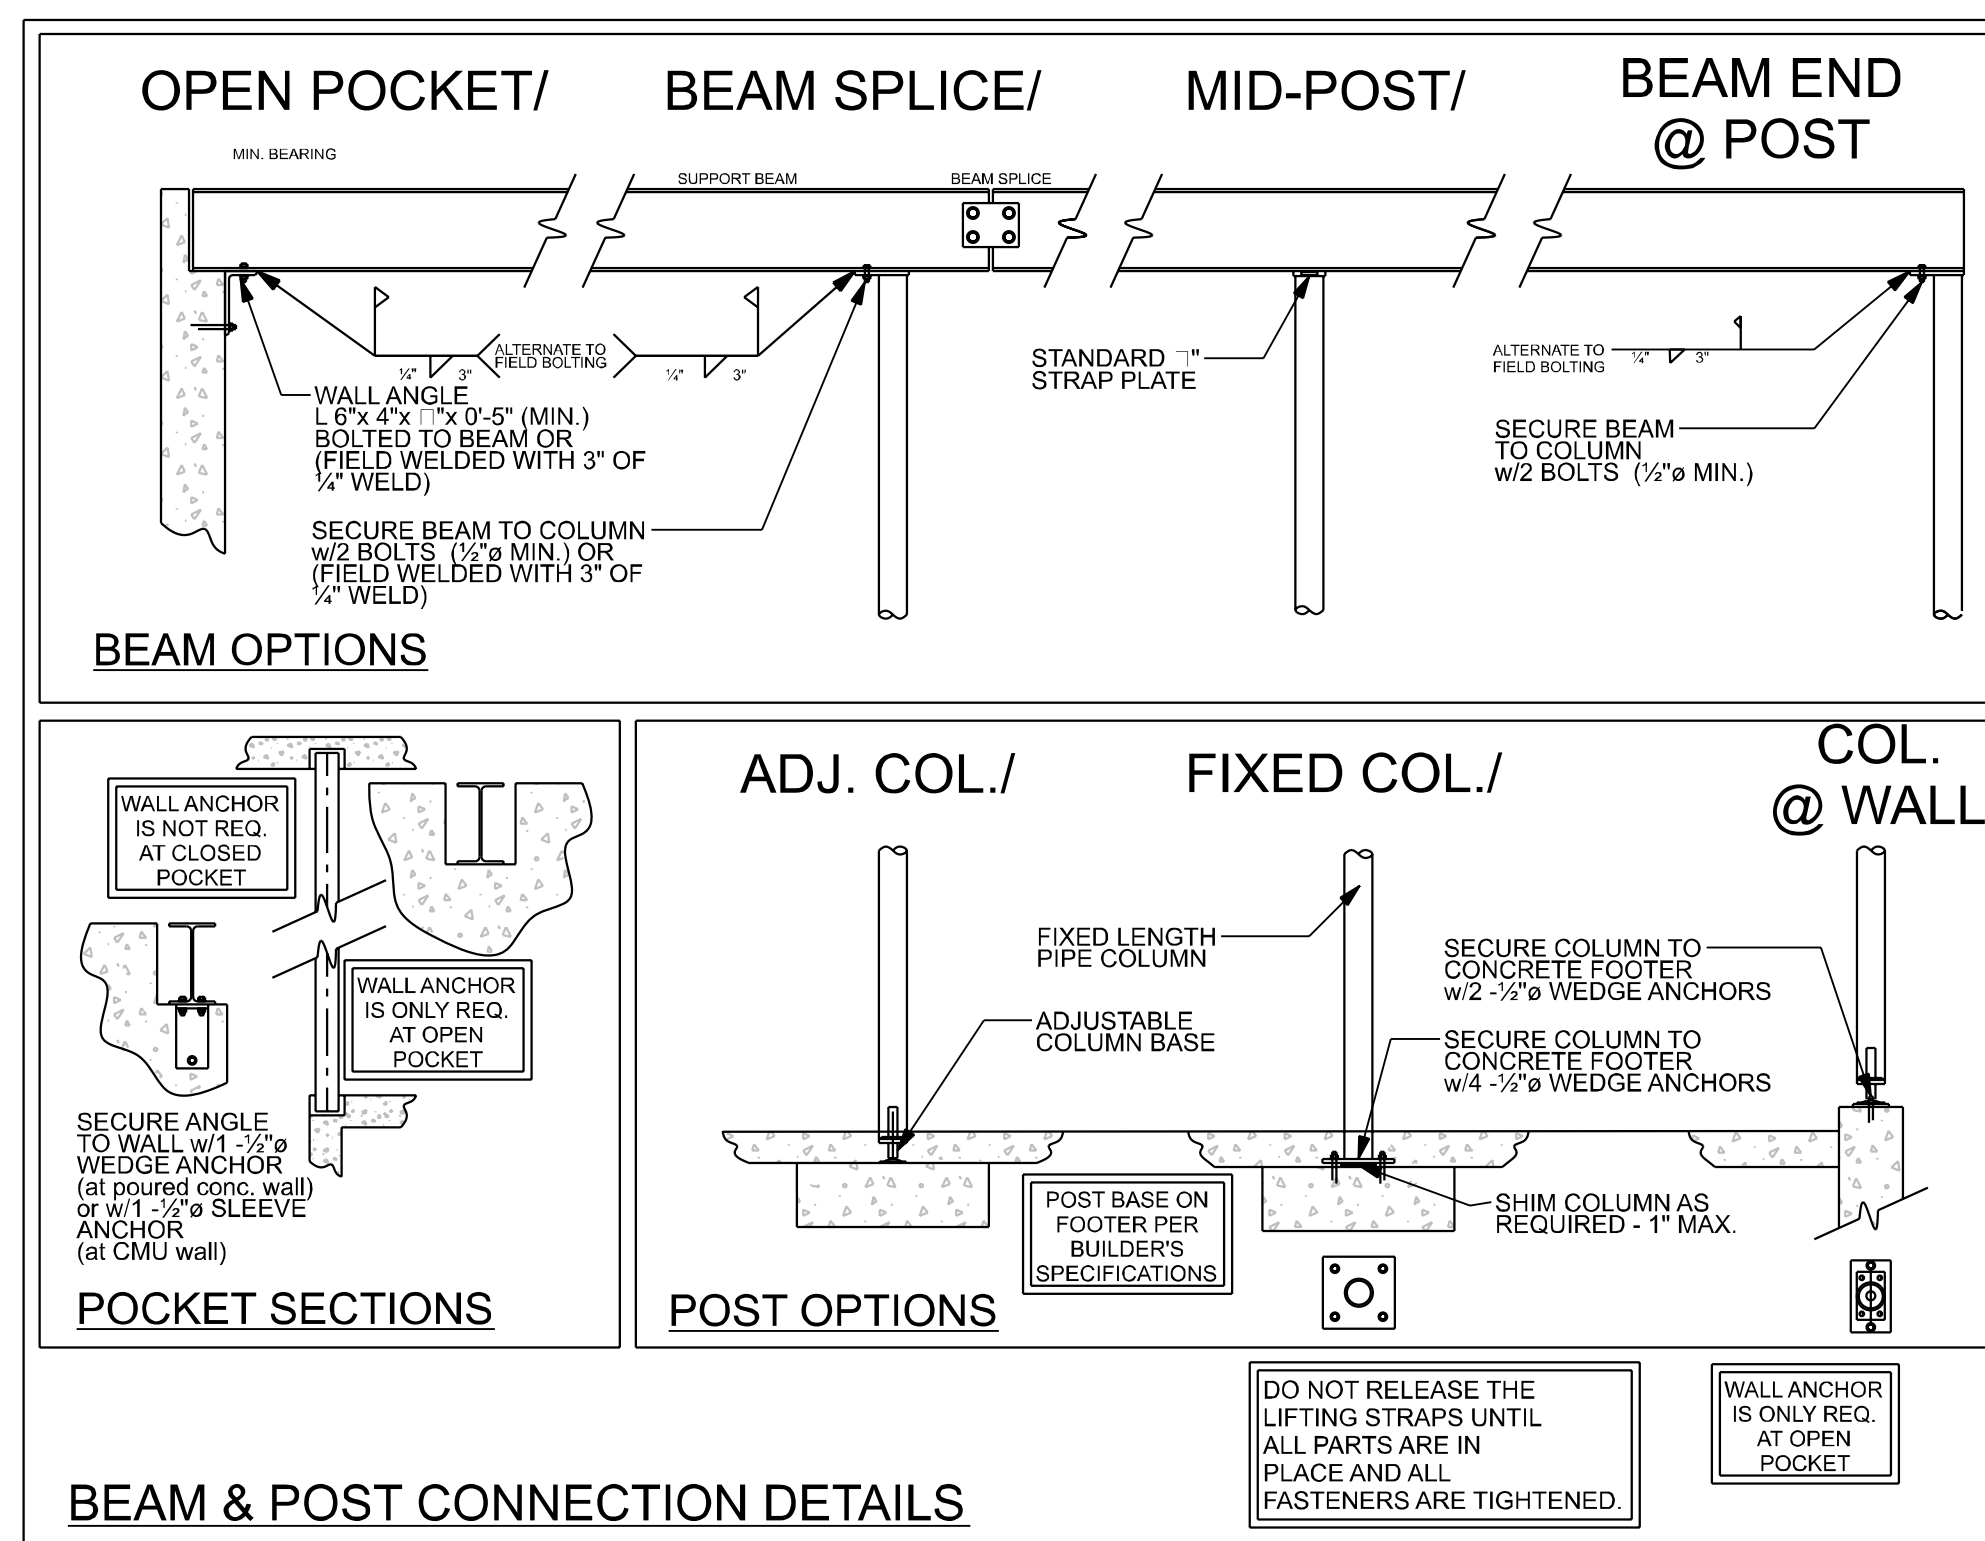 OPEN POCKET/
BEAM SPLICE/
MID-POST/
BEAM END
@ POST
MIN. BEARING
SUPPORT BEAM
BEAM SPLICE
ALTERNATE TO
FIELD BOLTING
¼"
3"
¼"
3"
WALL ANGLE
L 6"x 4"x □"x 0'-5" (MIN.)
BOLTED TO BEAM OR
(FIELD WELDED WITH 3" OF
¼" WELD)
SECURE BEAM TO COLUMN
w/2 BOLTS (½"ø MIN.) OR
(FIELD WELDED WITH 3" OF
¼" WELD)
STANDARD □"
STRAP PLATE
ALTERNATE TO
FIELD BOLTING
¼"
3"
SECURE BEAM
TO COLUMN
w/2 BOLTS (½"ø MIN.)
BEAM OPTIONS
WALL ANCHOR
IS NOT REQ.
AT CLOSED
POCKET
WALL ANCHOR
IS ONLY REQ.
AT OPEN
POCKET
SECURE ANGLE
TO WALL w/1 -½"ø
WEDGE ANCHOR
(at poured conc. wall)
or w/1 -½"ø SLEEVE
ANCHOR
(at CMU wall)
POCKET SECTIONS
ADJ. COL./
FIXED COL./
COL.
@ WALL
FIXED LENGTH
PIPE COLUMN
ADJUSTABLE
COLUMN BASE
SECURE COLUMN TO
CONCRETE FOOTER
w/2 -½"ø WEDGE ANCHORS
SECURE COLUMN TO
CONCRETE FOOTER
w/4 -½"ø WEDGE ANCHORS
POST BASE ON
FOOTER PER
BUILDER'S
SPECIFICATIONS
SHIM COLUMN AS
REQUIRED - 1" MAX.
POST OPTIONS
DO NOT RELEASE THE
LIFTING STRAPS UNTIL
ALL PARTS ARE IN
PLACE AND ALL
FASTENERS ARE TIGHTENED.
WALL ANCHOR
IS ONLY REQ.
AT OPEN
POCKET
BEAM & POST CONNECTION DETAILS